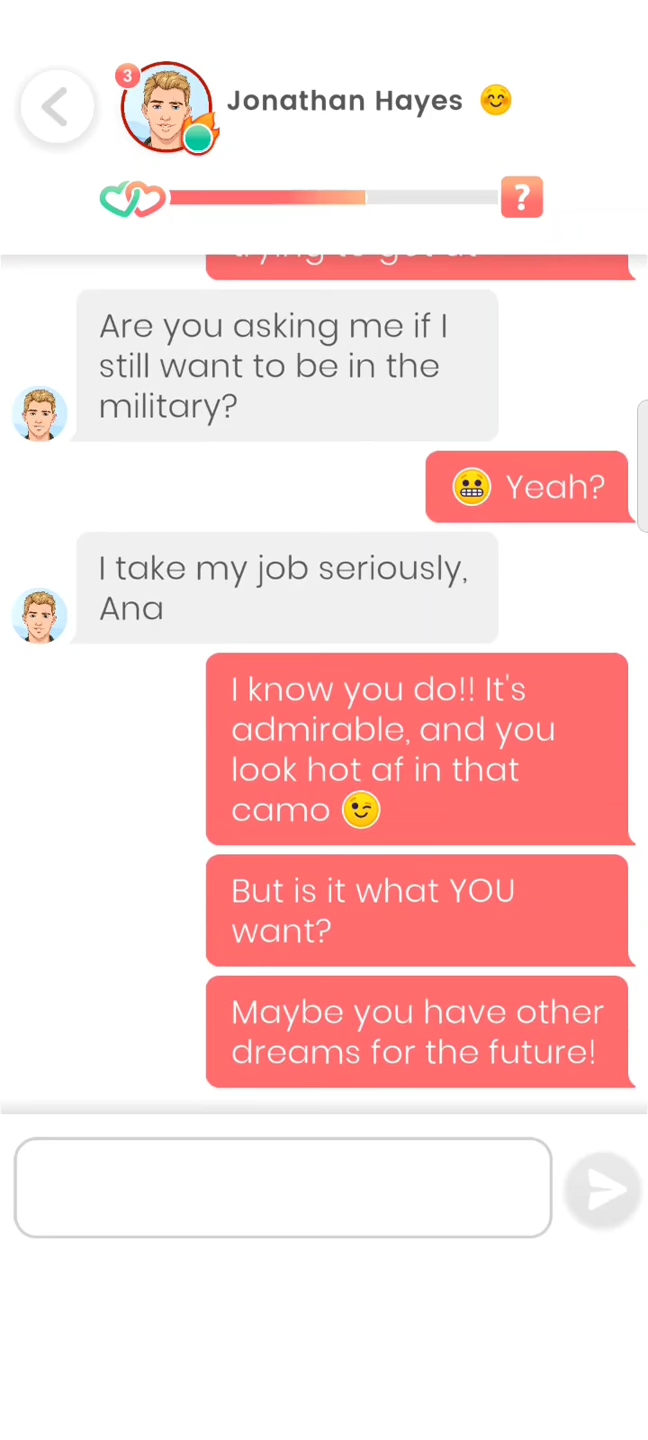 3
Jonathan Hayes 😊
?
Are you asking me if I
still want to be in the
military?
😬 Yeah?
I take my job seriously,
Ana
I know you do!! It's
admirable, and you
look hot af in that
camo 😉
But is it what YOU
want?
Maybe you have other
dreams for the future!